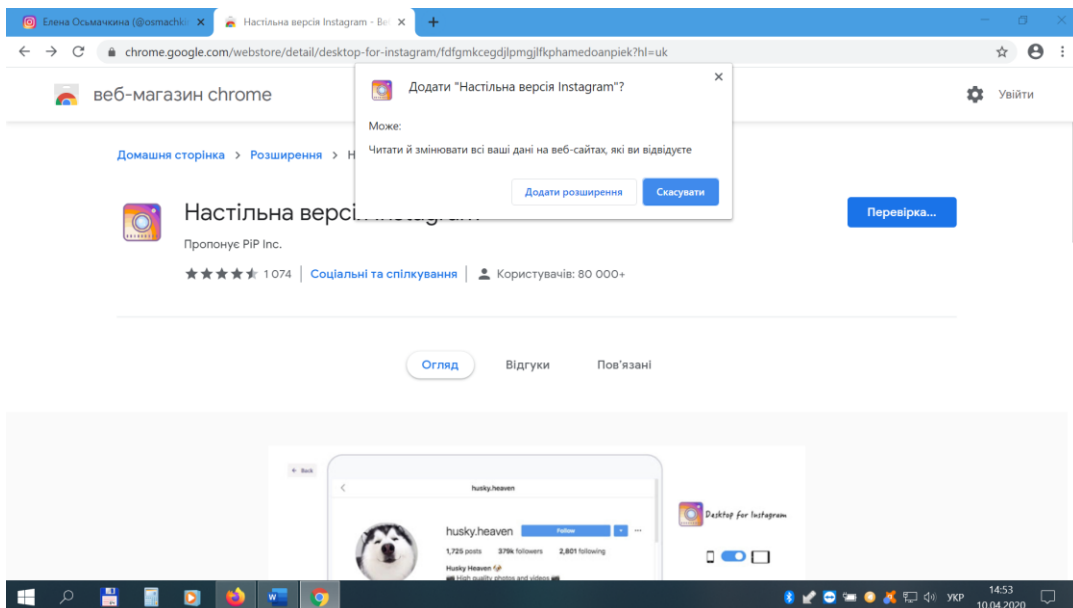 Елена Осьмачкина (@osmachki
Настільна версія Instagram - Ве
chrome.google.com/webstore/detail/desktop-for-instagram/fdfgmkcegdjlpmgjlfkphamedoanpiek?hl=uk
веб-магазин chrome
Увійти
Додати "Настільна версія Instagram"?
Може:
Читати й змінювати всі ваші дані на веб-сайтах, які ви відвідуєте
Додати розширення
Скасувати
Домашня сторінка > Розширення > Н
Настільна версі
Перевірка...
Пропонує PiP Inc.
1 074
Соціальні та спілкування
Користувачів: 80 000+
Огляд
Відгуки
Пов'язані
Back
husky.heaven
husky.heaven Follow
1,725 posts 379k followers 2,801 following
Husky Heaven
High quality photos and videos
Desktop for Instagram
УКР
14:53
10.04.2020